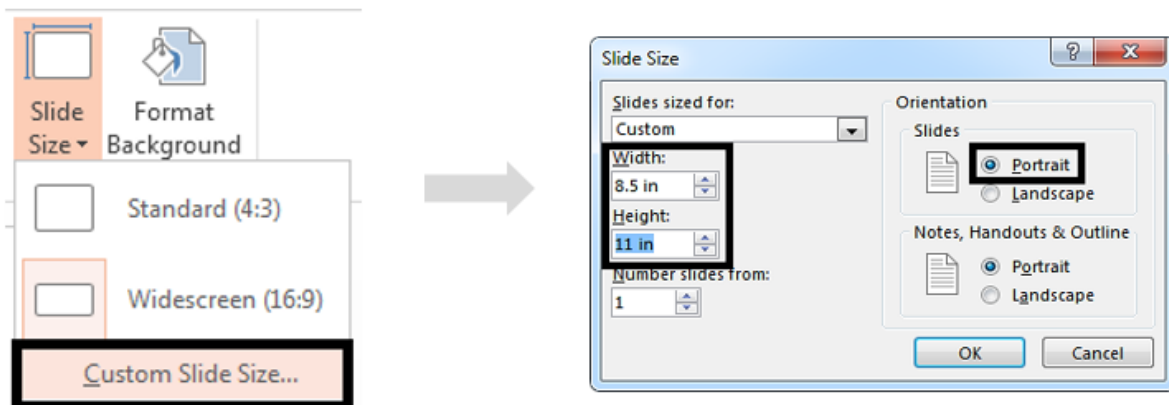 Slide
Size
Format
Background
Standard (4:3)
Widescreen (16:9)
Custom Slide Size...
Slide Size
Slides sized for:
Custom
Width:
8.5 in
Height:
11 in
Number slides from:
1
Orientation
Slides
Portrait
Landscape
Notes, Handouts & Outline
Portrait
Landscape
OK
Cancel